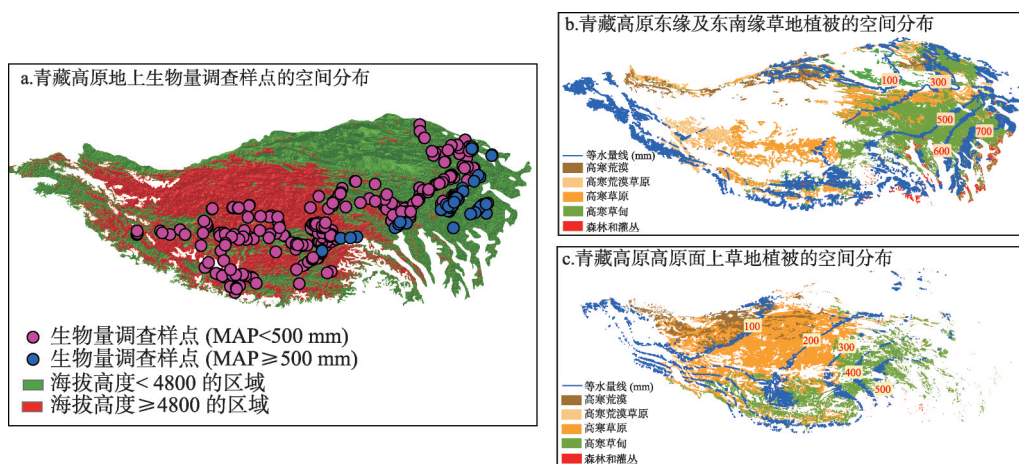 a.青藏高原地上生物量调查样点的空间分布
生物量调查样点 (MAP<500 mm)
生物量调查样点 (MAP≥500 mm)
海拔高度< 4800 的区域
海拔高度≥4800 的区域
b.青藏高原东缘及东南缘草地植被的空间分布
100
300
500
700
600
等水量线 (mm)
高寒荒漠
高寒荒漠草原
高寒草原
高寒草甸
森林和灌丛
c.青藏高原高原面上草地植被的空间分布
100
200
300
400
500
等水量线 (mm)
高寒荒漠
高寒荒漠草原
高寒草原
高寒草甸
森林和灌丛